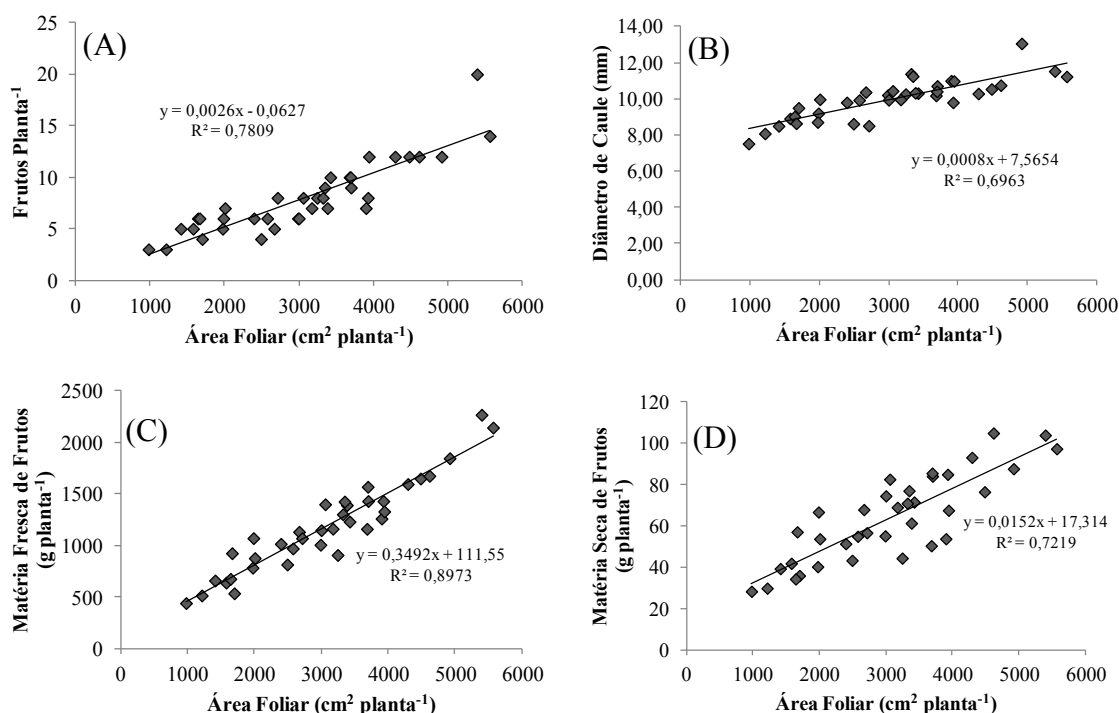 (A)
25
20
15
10
5
0
Frutos Planta-1
y = 0,0026x - 0,0627
R² = 0,7809
1000 2000 3000 4000 5000 6000
Área Foliar (cm² planta-1)
(B)
14,00
12,00
10,00
8,00
6,00
4,00
2,00
0,00
Diâmetro de Caule (mm)
y = 0,0008x + 7,5654
R² = 0,6963
0 1000 2000 3000 4000 5000 6000
Área Foliar (cm² planta-1)
(C)
2500
2000
1500
1000
500
0
Matéria Fresca de Frutos
(g planta-1)
y = 0,3492x + 111,55
R² = 0,8973
0 1000 2000 3000 4000 5000 6000
Área Foliar (cm² planta-1)
(D)
120
100
80
60
40
20
0
Matéria Seca de Frutos
(g planta-1)
y = 0,0152x + 17,314
R² = 0,7219
0 1000 2000 3000 4000 5000 6000
Área Foliar (cm² planta-1)